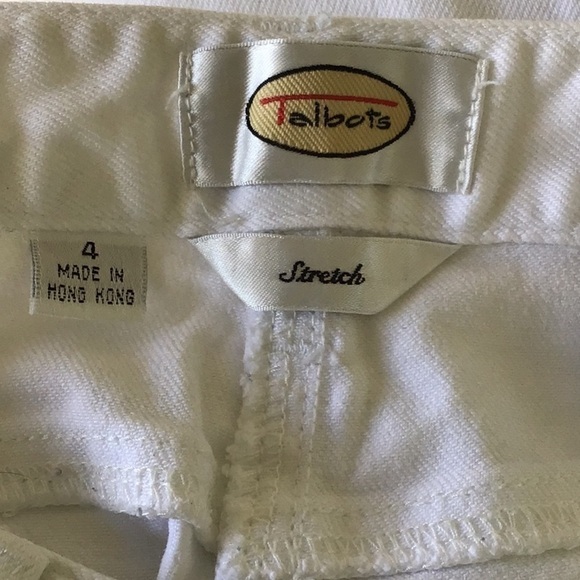 Talbots
4
MADE IN
HONG KONG
Stretch